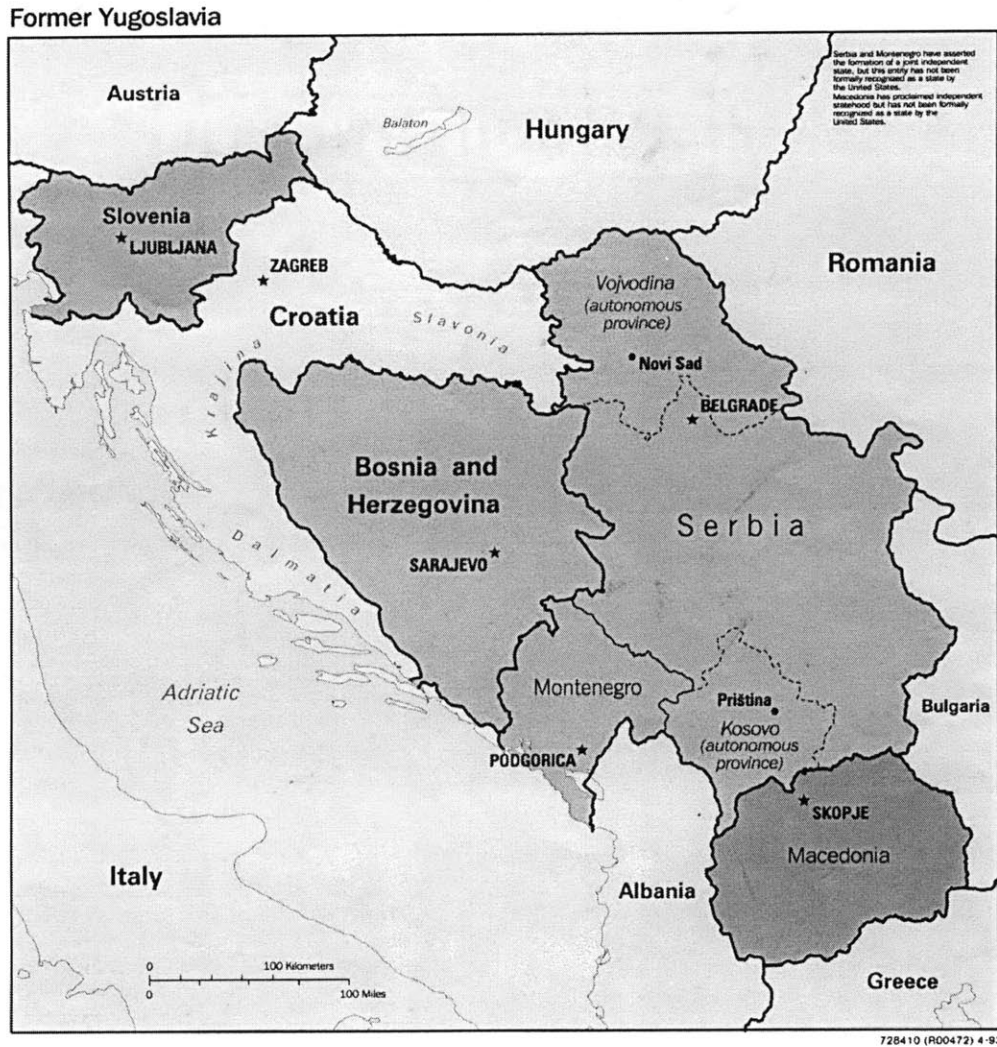 Former Yugoslavia
Serbia and Montenegro have asserted
the formation of a joint independent
state, but this entity has not been
formally recognized as a state by
the United States.
Macedonia has proclaimed independent
statehood but has not been formally
recognized as a state by the
United States.
Austria
Balaton
Hungary
Slovenia
LJUBLJANA
ZAGREB
Croatia
Slavonia
Vojvodina
(autonomous
province)
Romania
Novi Sad
BELGRADE
Krajina
Bosnia and
Herzegovina
Serbia
SARAJEVO
Dalmatia
Adriatic
Sea
Montenegro
Priština
Kosovo
(autonomous
province)
Bulgaria
PODGORICA
SKOPJE
Macedonia
Italy
Albania
0 100 Kilometers
0 100 Miles
Greece
728410 (R00472) 4-93